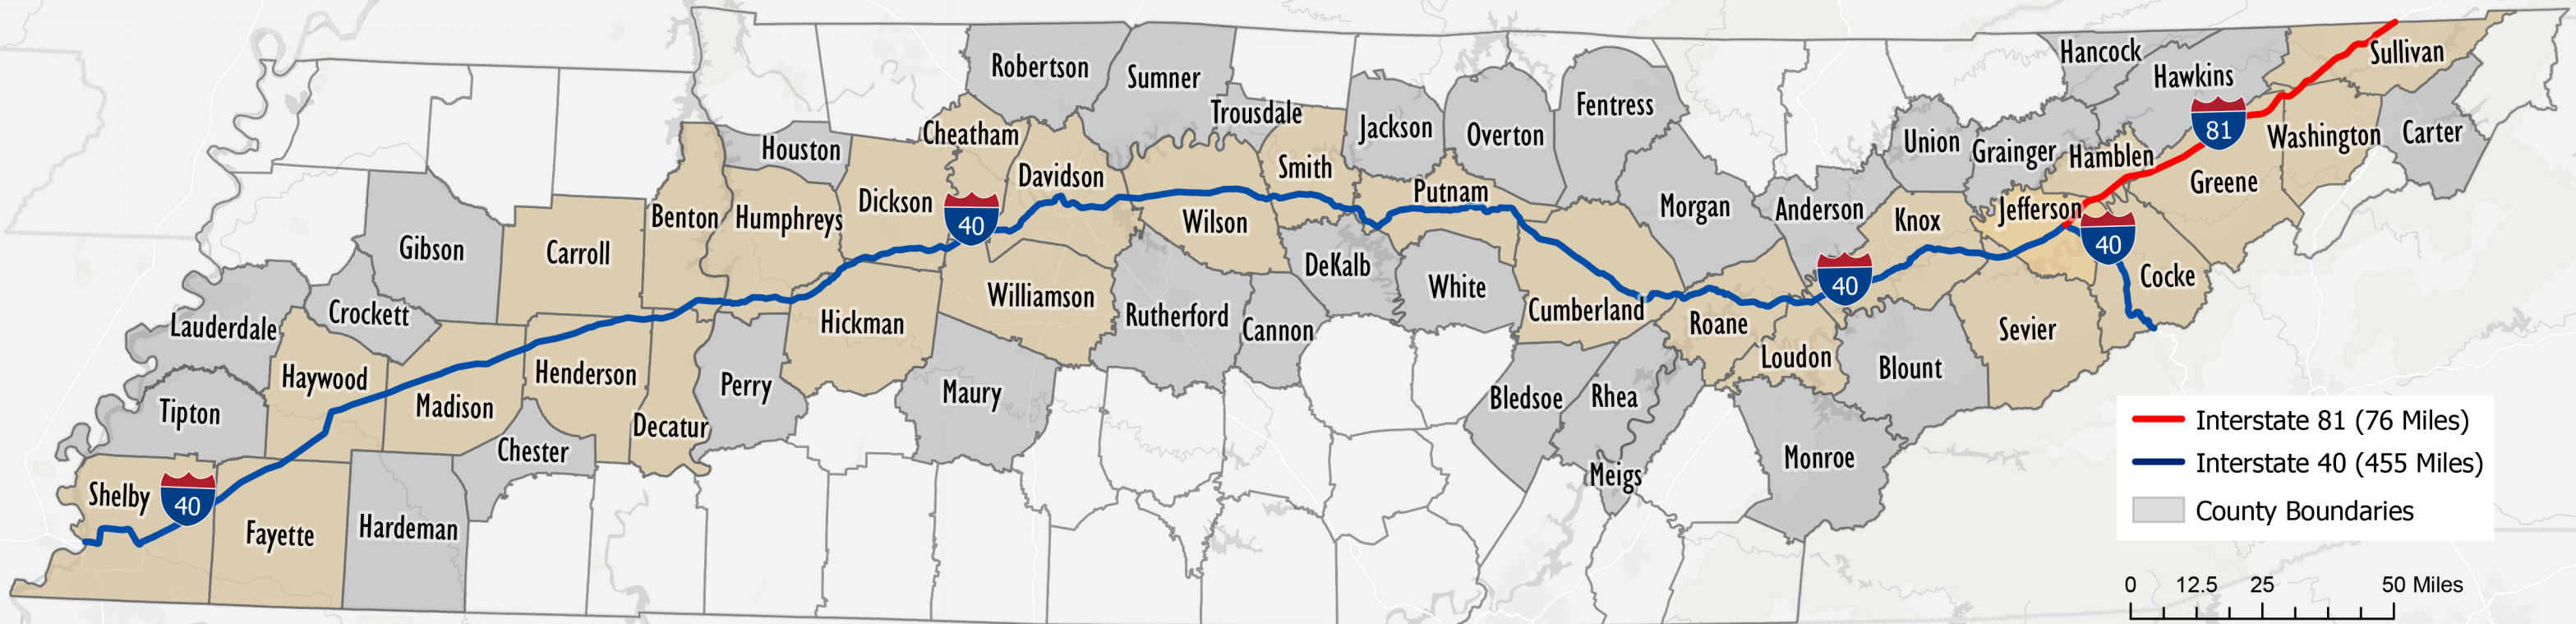 Hancock
Sullivan
Robertson
Sumner
Hawkins
Fentress
Trousdale
Cheatham
Jackson
Overton
81
Washington
Carter
Houston
Union
Grainger
Hamblen
Smith
Davidson
Putnam
Greene
Dickson
Benton
Humphreys
40
Wilson
Morgan
Anderson
Knox
Jefferson
40
Gibson
Carroll
DeKalb
White
40
Cocke
Williamson
Crockett
Lauderdale
Hickman
Rutherford
Cannon
Cumberland
Roane
Sevier
Loudon
Blount
Haywood
Henderson
Perry
Maury
Bledsoe
Rhea
Tipton
Madison
Decatur
Chester
Monroe
Meigs
Shelby
40
Fayette
Hardeman
Interstate 81 (76 Miles)
Interstate 40 (455 Miles)
County Boundaries
0 12.5 25 50 Miles